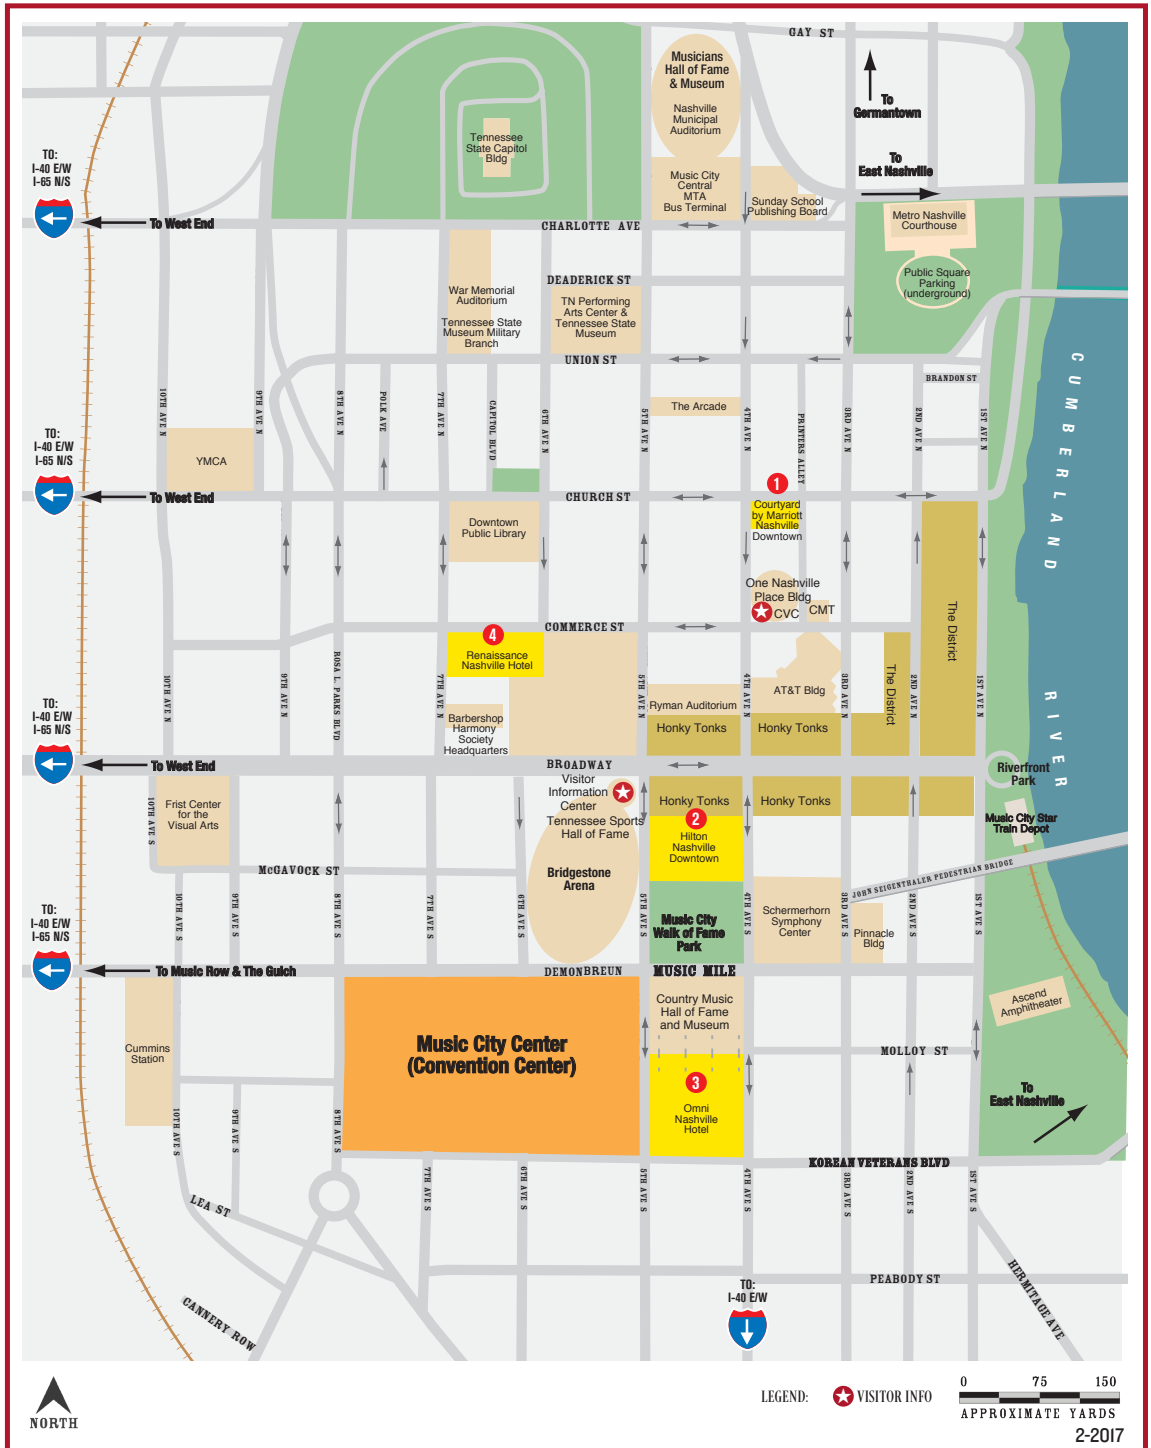 GAY ST
Musicians
Hall of Fame
& Museum
Nashville
Municipal
Auditorium
To
Germantown
Tennessee
State Capitol
Bldg
TO:
I-40 E/W
I-65 N/S
To
East Nashville
Music City
Central
MTA
Bus Terminal
Sunday School
Publishing Board
Metro Nashville
Courthouse
To West End
CHARLOTTE AVE
DEADERICK ST
Public Square
Parking
(underground)
War Memorial
Auditorium
Tennessee State
Museum Military
Branch
TN Performing
Arts Center &
Tennessee State
Museum
UNION ST
BRANDON ST
CUMBERLAND
RIVER
10TH AVE N
9TH AVE N
8TH AVE N
POLK AVE
7TH AVE N
CAPITOL BLVD
6TH AVE N
5TH AVE N
The Arcade
4TH AVE N
PRINTERS ALLEY
3RD AVE N
2ND AVE N
1ST AVE N
TO:
I-40 E/W
I-65 N/S
YMCA
To West End
CHURCH ST
1
Courtyard
by Marriott
Nashville
Downtown
Downtown
Public Library
One Nashville
Place Bldg
CVC
CMT
The District
COMMERCE ST
4
Renaissance
Nashville Hotel
10TH AVE N
9TH AVE N
ROSA L. PARKS BLVD
7TH AVE N
5TH AVE N
4TH AVE N
3RD AVE N
2ND AVE N
1ST AVE N
AT&T Bldg
The District
Ryman Auditorium
Barbershop
Harmony
Society
Headquarters
Honky Tonks
Honky Tonks
TO:
I-40 E/W
I-65 N/S
To West End
BROADWAY
Riverfront
Park
Visitor
Information
Center
Tennessee Sports
Hall of Fame
10TH AVE S
Frist Center
for the
Visual Arts
Honky Tonks
Honky Tonks
2
Hilton
Nashville
Downtown
Music City Star
Train Depot
McGAVOCK ST
Bridgestone
Arena
JOHN SEIGENTHALER PEDESTRIAN BRIDGE
10TH AVE S
9TH AVE S
8TH AVE S
7TH AVE S
6TH AVE S
5TH AVE S
4TH AVE S
3RD AVE S
2ND AVE S
1ST AVE S
Music City
Walk of Fame
Park
Schermerhorn
Symphony
Center
Pinnacle
Bldg
TO:
I-40 E/W
I-65 N/S
To Music Row & The Gulch
DEMONBREUN
MUSIC MILE
Country Music
Hall of Fame
and Museum
Ascend
Amphitheater
Cummins
Station
Music City Center
(Convention Center)
MOLLOY ST
3
Omni
Nashville
Hotel
To
East Nashville
10TH AVE S
9TH AVE S
8TH AVE S
KOREAN VETERANS BLVD
7TH AVE S
6TH AVE S
5TH AVE S
4TH AVE S
3RD AVE S
2ND AVE S
1ST AVE S
LEA ST
PEABODY ST
HERMITAGE AVE
CANNERY ROW
TO:
I-40 E/W
NORTH
LEGEND:
VISITOR INFO
0 75 150
APPROXIMATE YARDS
2-2017